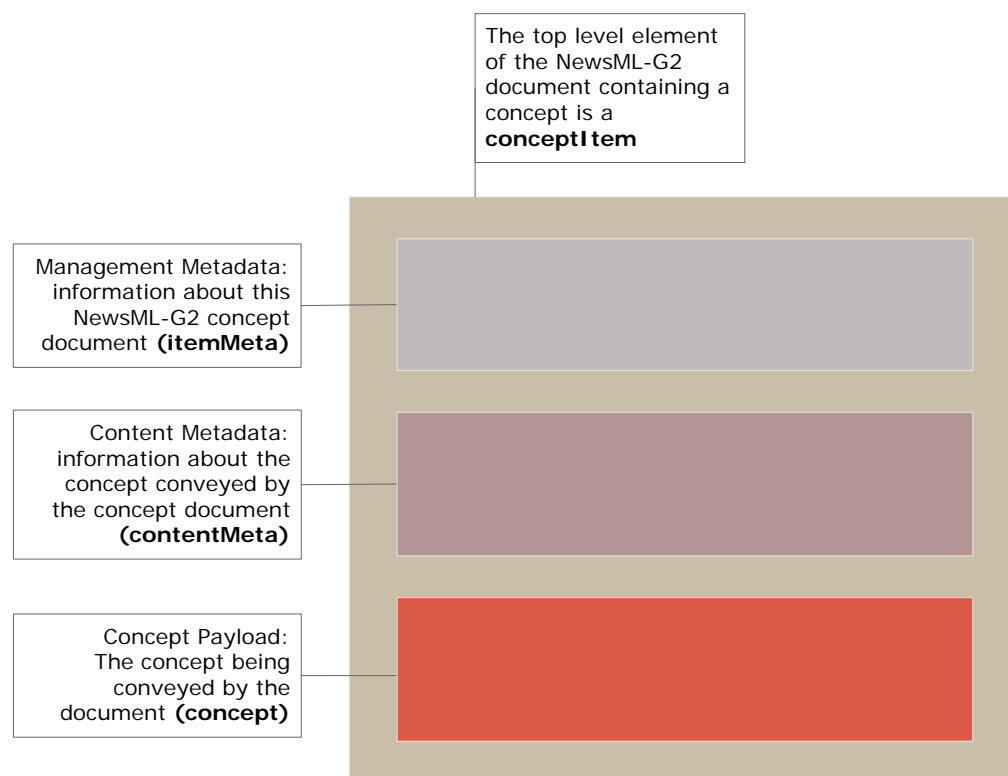 The top level element
of the NewsML-G2
document containing a
concept is a
conceptItem
Management Metadata:
information about this
NewsML-G2 concept
document (itemMeta)
Content Metadata:
information about the
concept conveyed by
the concept document
(contentMeta)
Concept Payload:
The concept being
conveyed by the
document (concept)